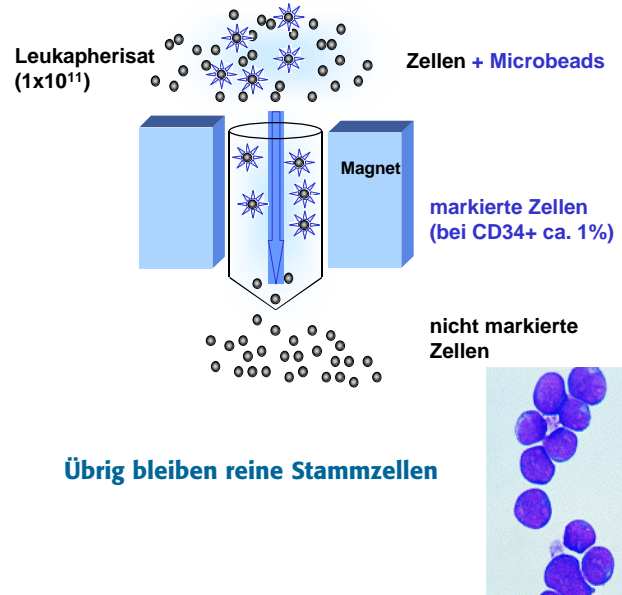 Leukapherisat
(1x10¹¹)
Zellen + Microbeads
Magnet
markierte Zellen
(bei CD34+ ca. 1%)
nicht markierte
Zellen
Übrig bleiben reine Stammzellen